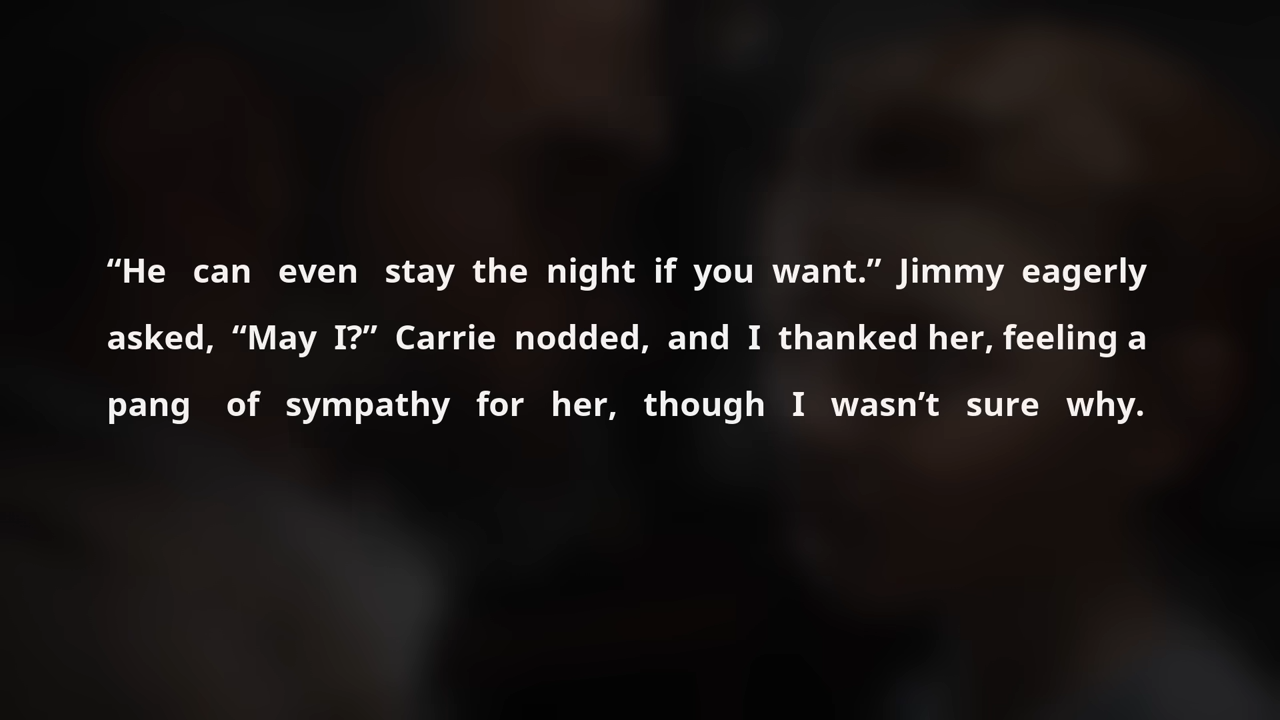 “He can even stay the night if you want.” Jimmy eagerly
asked, “May I?” Carrie nodded, and I thanked her, feeling a
pang of sympathy for her, though I wasn’t sure why.